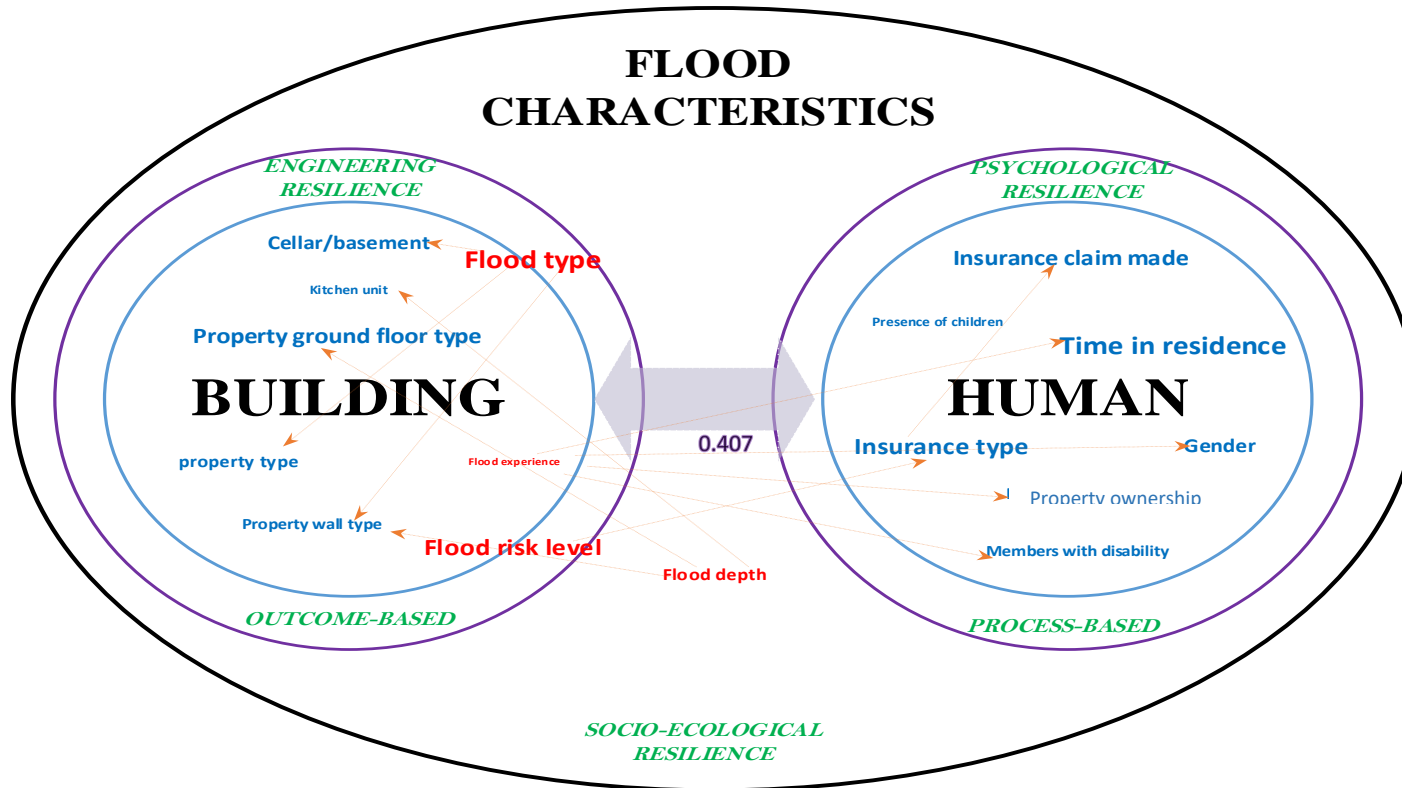 FLOOD
CHARACTERISTICS
ENGINEERING
RESILIENCE
Cellar/basement
Flood type
Kitchen unit
Property ground floor type
BUILDING
property type
Flood experience
Property wall type
Flood risk level
OUTCOME-BASED
0.407
Flood depth
PSYCHOLOGICAL
RESILIENCE
Insurance claim made
Presence of children
Time in residence
HUMAN
Insurance type
Gender
Property ownership
Members with disability
PROCESS-BASED
SOCIO-ECOLOGICAL
RESILIENCE